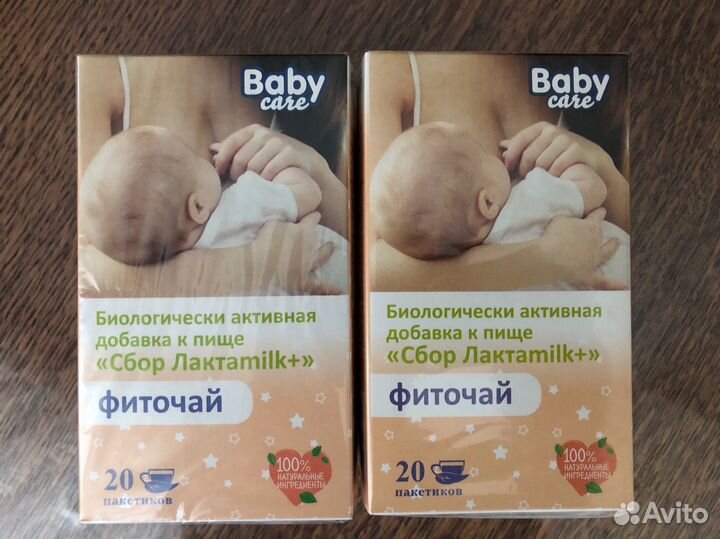 Baby
care
Биологически активная
добавка к пище
«Сбор Лактаmilk+»
фиточай
20
пакетиков
100%
НАТУРАЛЬНЫЕ
ИНГРЕДИЕНТЫ
Baby
care
Биологически активная
добавка к пище
«Сбор Лактаmilk+»
фиточай
20
пакетиков
100%
НАТУРАЛЬНЫЕ
ИНГРЕДИЕНТЫ
Avito